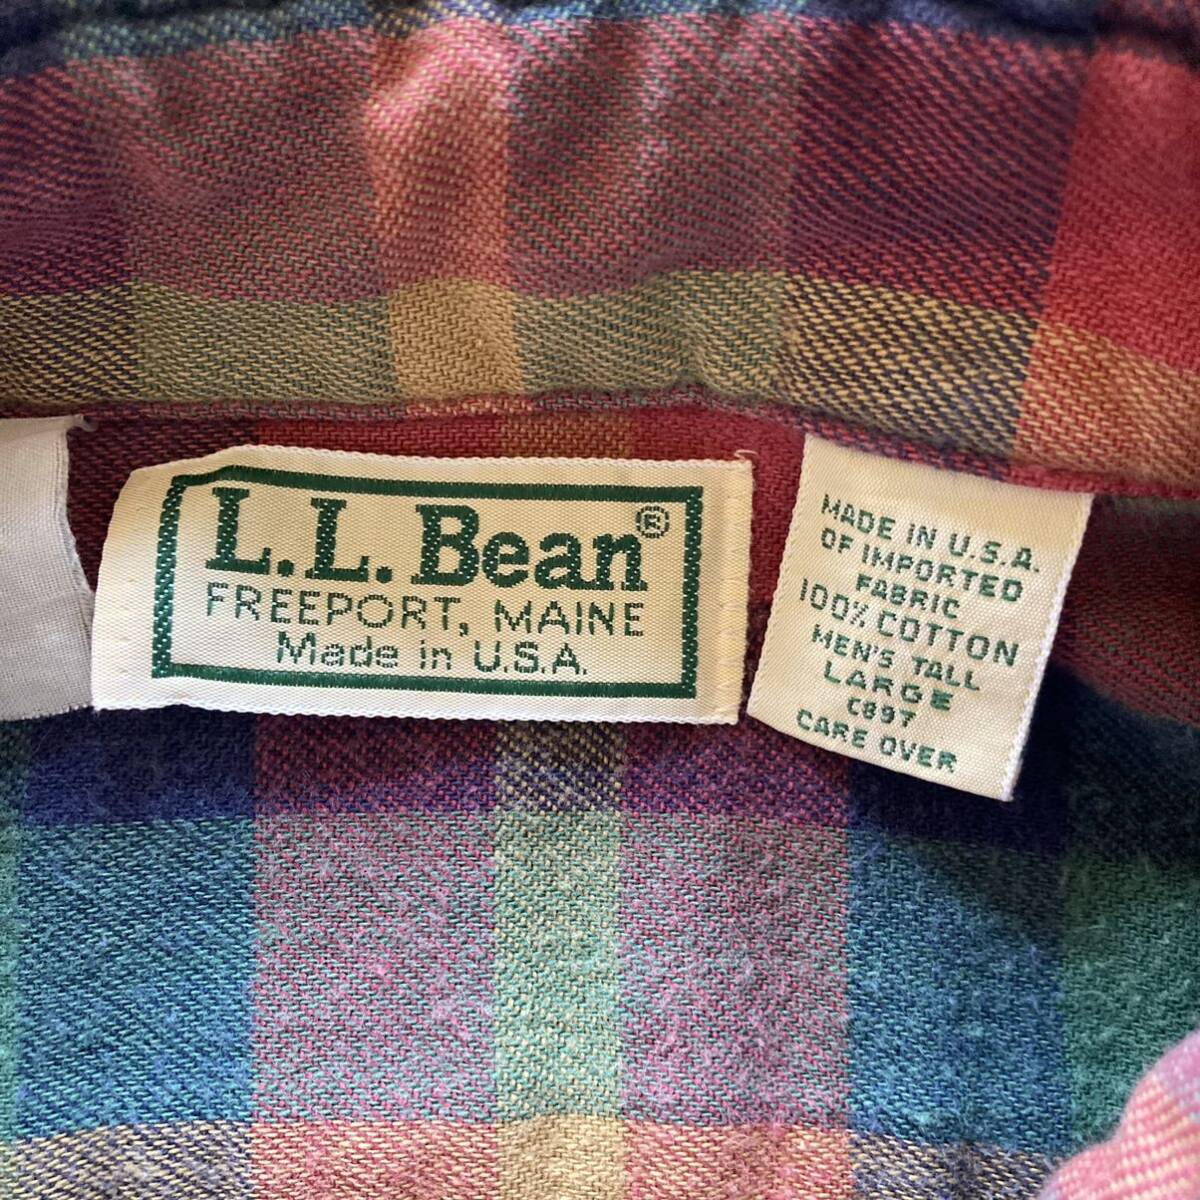 L.L.Bean®
FREEPORT, MAINE
Made in U.S.A.
MADE IN U.S.A.
OF IMPORTED
FABRIC
100% COTTON
MEN'S TALL
LARGE
C897
CARE OVER